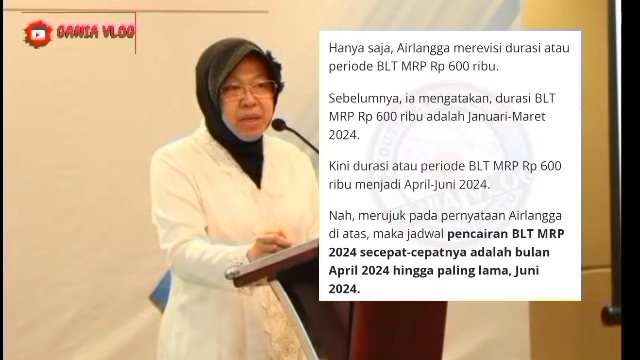 GANIA VLOG
Hanya saja, Airlangga merevisi durasi atau
periode BLT MRP Rp 600 ribu.
Sebelumnya, ia mengatakan, durasi BLT
MRP Rp 600 ribu adalah Januari-Maret
2024.
Kini durasi atau periode BLT MRP Rp 600
ribu menjadi April-Juni 2024.
Nah, merujuk pada pernyataan Airlangga
di atas, maka jadwal pencairan BLT MRP
2024 secepat-cepatnya adalah bulan
April 2024 hingga paling lama, Juni
2024.